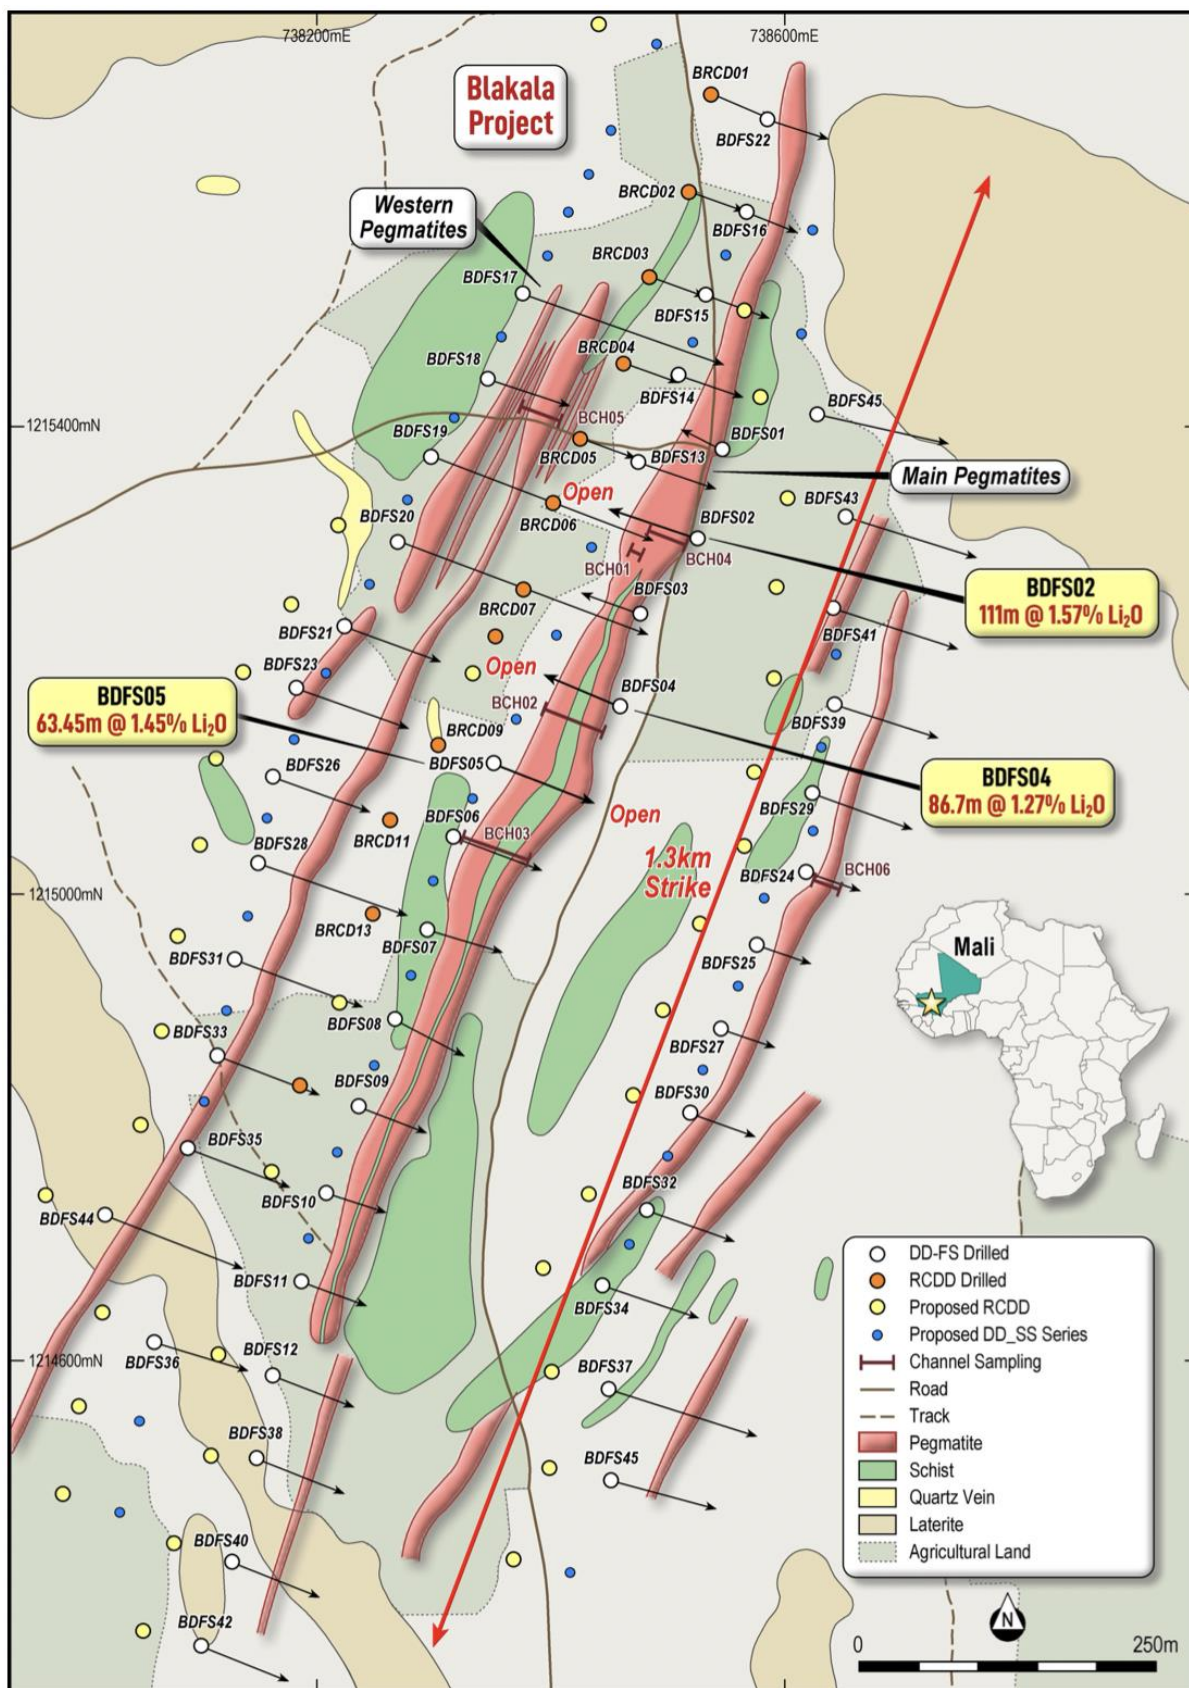 738200mE
738600mE
Blakala
Project
BRCD01
BDFS22
Western
Pegmatites
BRCD02
BDFS16
BRCD03
BDFS17
BDFS15
BRCD04
BDFS18
BDFS14
BDFS45
BCH05
1215400mN
BDFS19
BRCD05
BDFS13
BDFS01
Main Pegmatites
Open
BDFS43
BDFS20
BRCD06
BDFS02
BCH01
BCH04
BDFS02
111m @ 1.57% Li₂O
BRCD07
BDFS03
BDFS21
BDFS41
BDFS23
Open
BDFS04
BDFS05
63.45m @ 1.45% Li₂O
BCH02
BDFS39
BRCD09
BDFS05
BDFS26
BDFS04
86.7m @ 1.27% Li₂O
BDFS29
Open
BDFS06
BRCD11
BCH03
BDFS28
1.3km
Strike
BDFS24
BCH06
1215000mN
BRCD13
BDFS07
Mali
BDFS31
BDFS25
BDFS33
BDFS08
BDFS27
BDFS09
BDFS30
BDFS35
BDFS32
BDFS10
BDFS44
DD-FS Drilled
RCDD Drilled
Proposed RCDD
Proposed DD_SS Series
Channel Sampling
Road
Track
Pegmatite
Schist
Quartz Vein
Laterite
Agricultural Land
BDFS11
BDFS34
1214600mN
BDFS36
BDFS12
BDFS37
BDFS38
BDFS45
BDFS40
BDFS42
N
0
250m